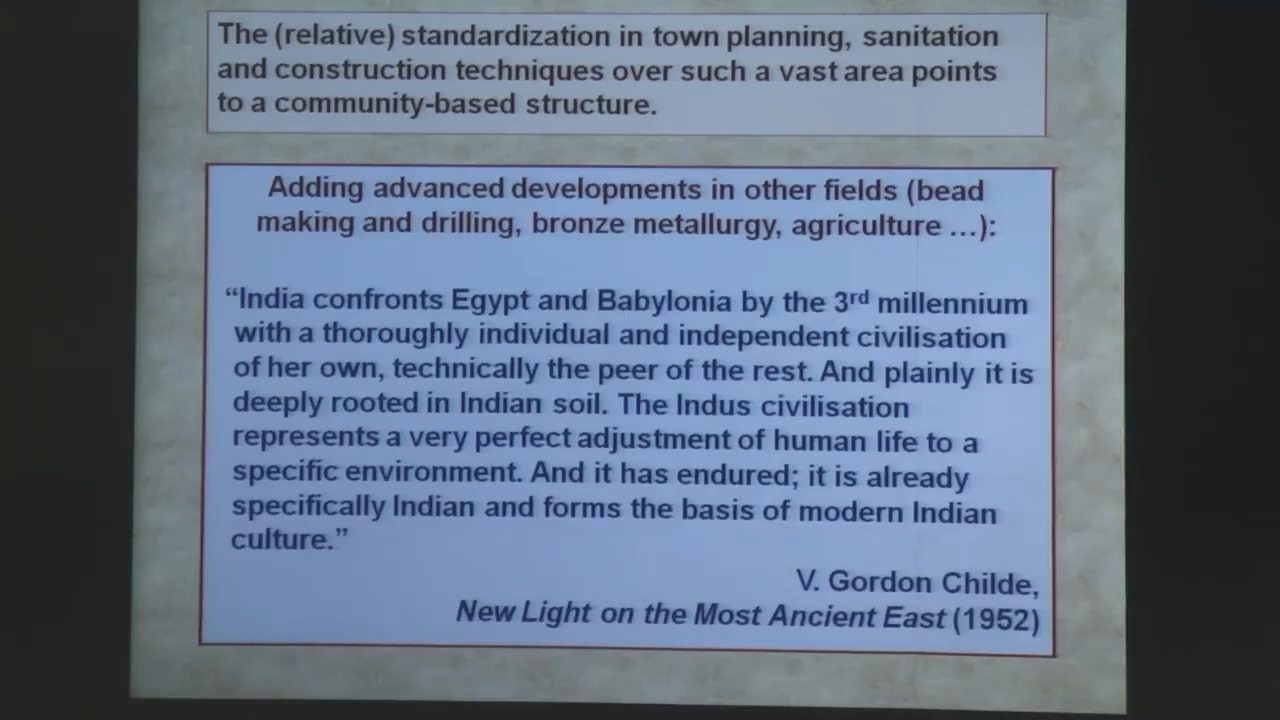 The (relative) standardization in town planning, sanitation
and construction techniques over such a vast area points
to a community-based structure.
Adding advanced developments in other fields (bead
making and drilling, bronze metallurgy, agriculture ...):
“India confronts Egypt and Babylonia by the 3rd millennium
with a thoroughly individual and independent civilisation
of her own, technically the peer of the rest. And plainly it is
deeply rooted in Indian soil. The Indus civilisation
represents a very perfect adjustment of human life to a
specific environment. And it has endured; it is already
specifically Indian and forms the basis of modern Indian
culture.”
V. Gordon Childe,
New Light on the Most Ancient East (1952)